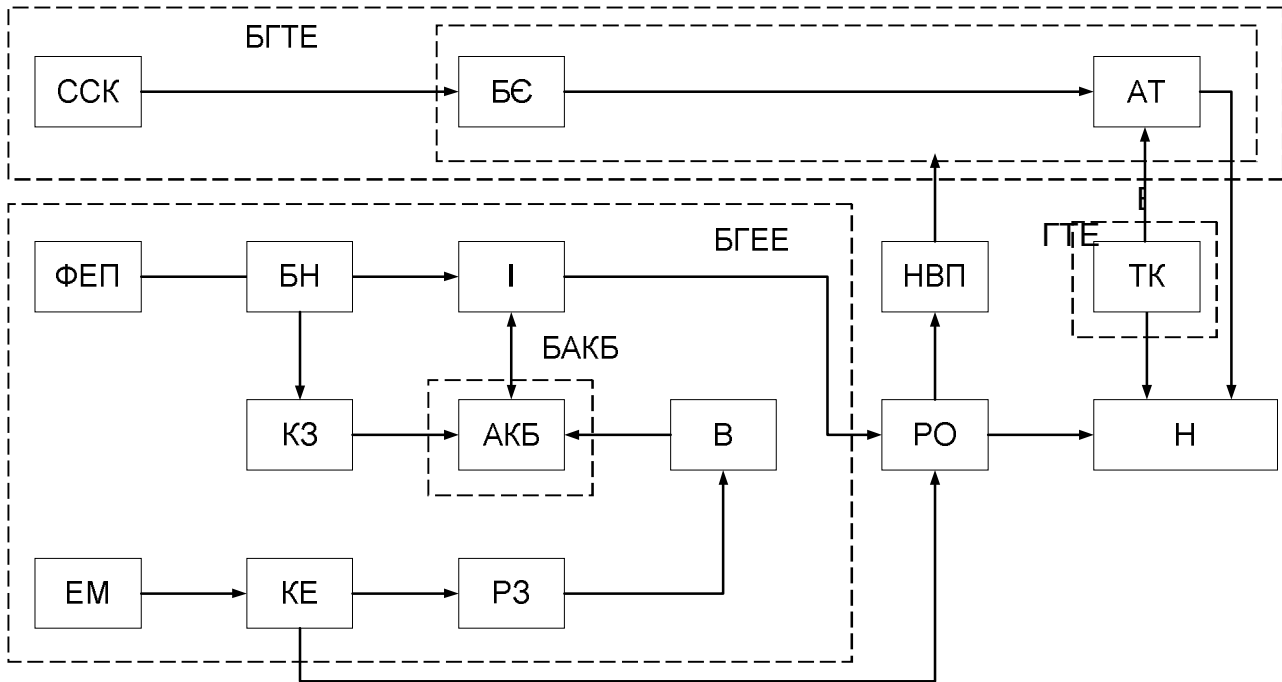 БГТЕ
ССК
БЄ
АТ
БГЕЕ
ГТЕ
ФЕП
БН
І
НВП
ТК
БАКБ
КЗ
АКБ
В
РО
Н
ЕМ
КЕ
РЗ